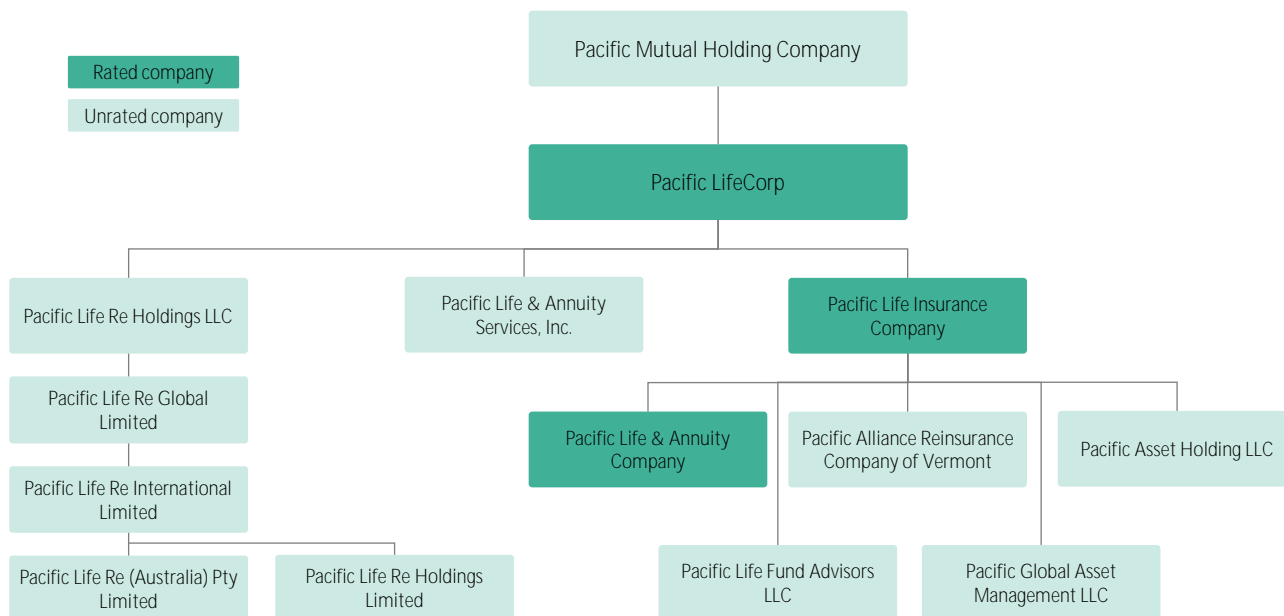 Pacific Mutual Holding Company
Rated company
Unrated company
Pacific LifeCorp
Pacific Life Re Holdings LLC
Pacific Life & Annuity
Services, Inc.
Pacific Life Insurance
Company
Pacific Life Re Global
Limited
Pacific Life & Annuity
Company
Pacific Alliance Reinsurance
Company of Vermont
Pacific Asset Holding LLC
Pacific Life Re International
Limited
Pacific Life Re (Australia) Pty
Limited
Pacific Life Re Holdings
Limited
Pacific Life Fund Advisors
LLC
Pacific Global Asset
Management LLC